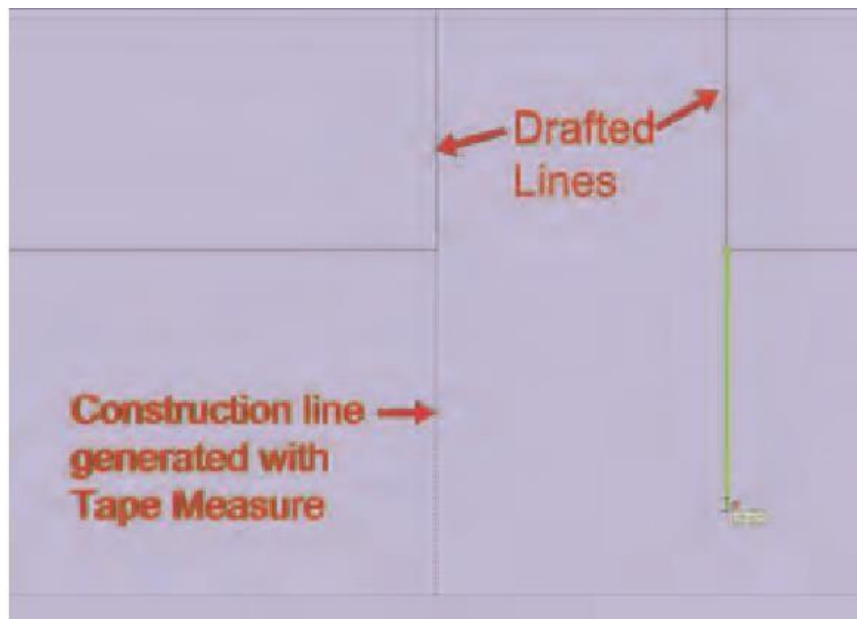 Drafted
Lines
Construction line
generated with
Tape Measure